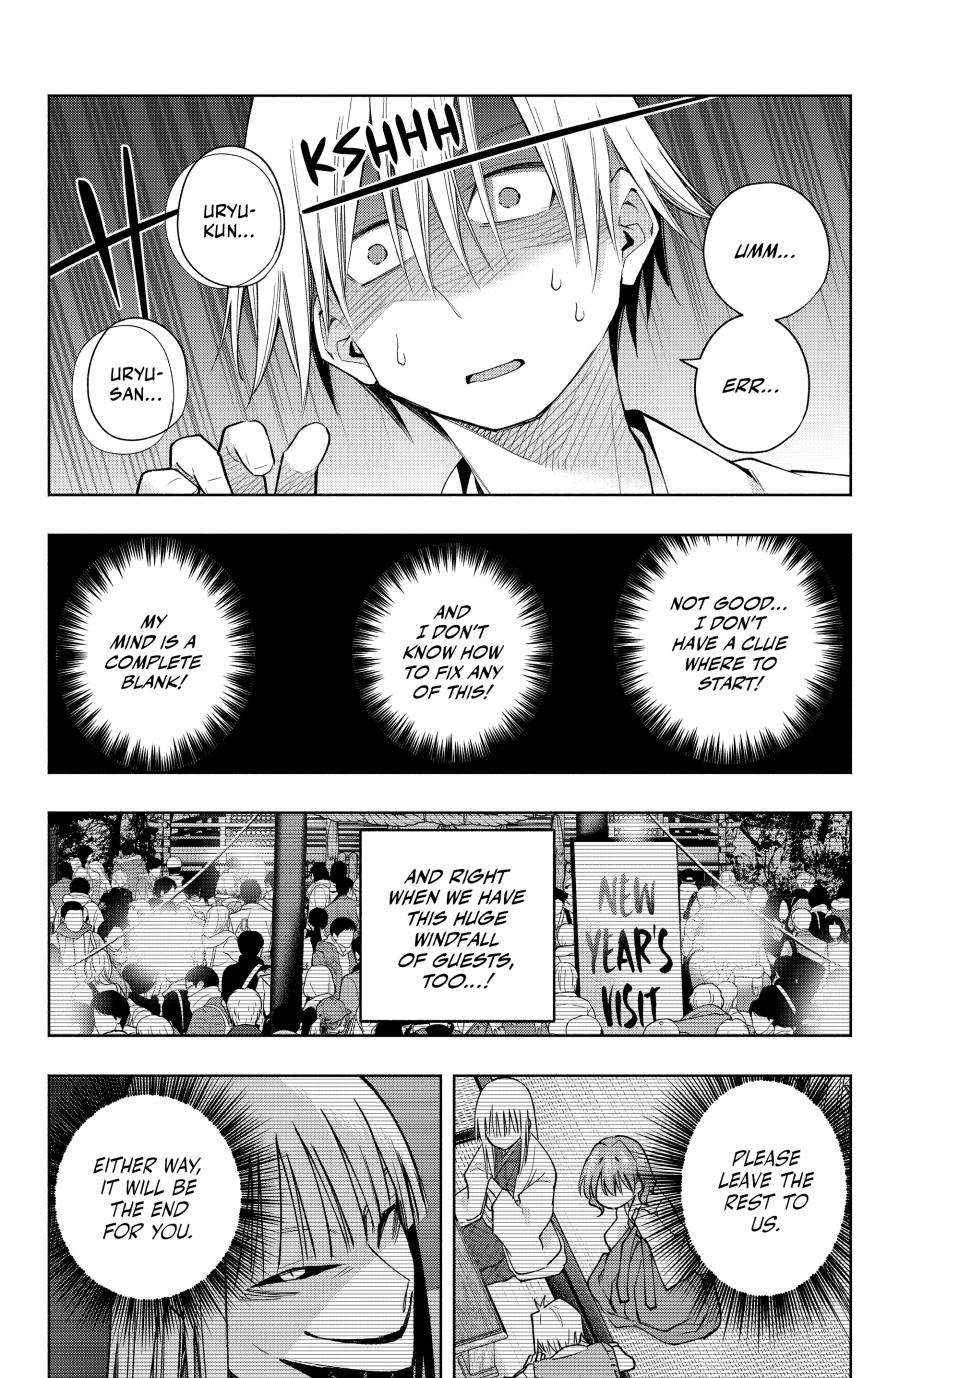 UMM...
ERR...
KSHHH
URYU-
KUN...
URYU-
SAN...
NOT GOOD...
I DON'T
HAVE A CLUE
WHERE TO
START!
AND
I DON'T
KNOW HOW
TO FIX ANY
OF THIS!
MY
MIND IS A
COMPLETE
BLANK!
NEW
YEAR'S
VISIT
AND RIGHT
WHEN WE HAVE
THIS HUGE
WINDFALL
OF GUESTS,
TOO...!
PLEASE
LEAVE THE
REST TO
US.
EITHER WAY,
IT WILL BE
THE END
FOR YOU.